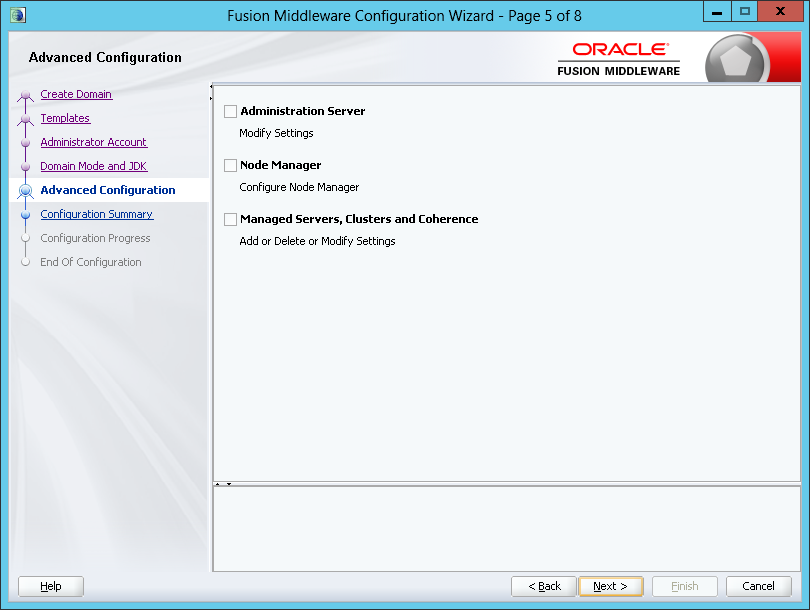 Fusion Middleware Configuration Wizard - Page 5 of 8
Advanced Configuration
ORACLE
FUSION MIDDLEWARE
Create Domain
Templates
Administrator Account
Domain Mode and JDK
Advanced Configuration
Configuration Summary
Configuration Progress
End Of Configuration
Administration Server
Modify Settings
Node Manager
Configure Node Manager
Managed Servers, Clusters and Coherence
Add or Delete or Modify Settings
Help
< Back
Next >
Finish
Cancel